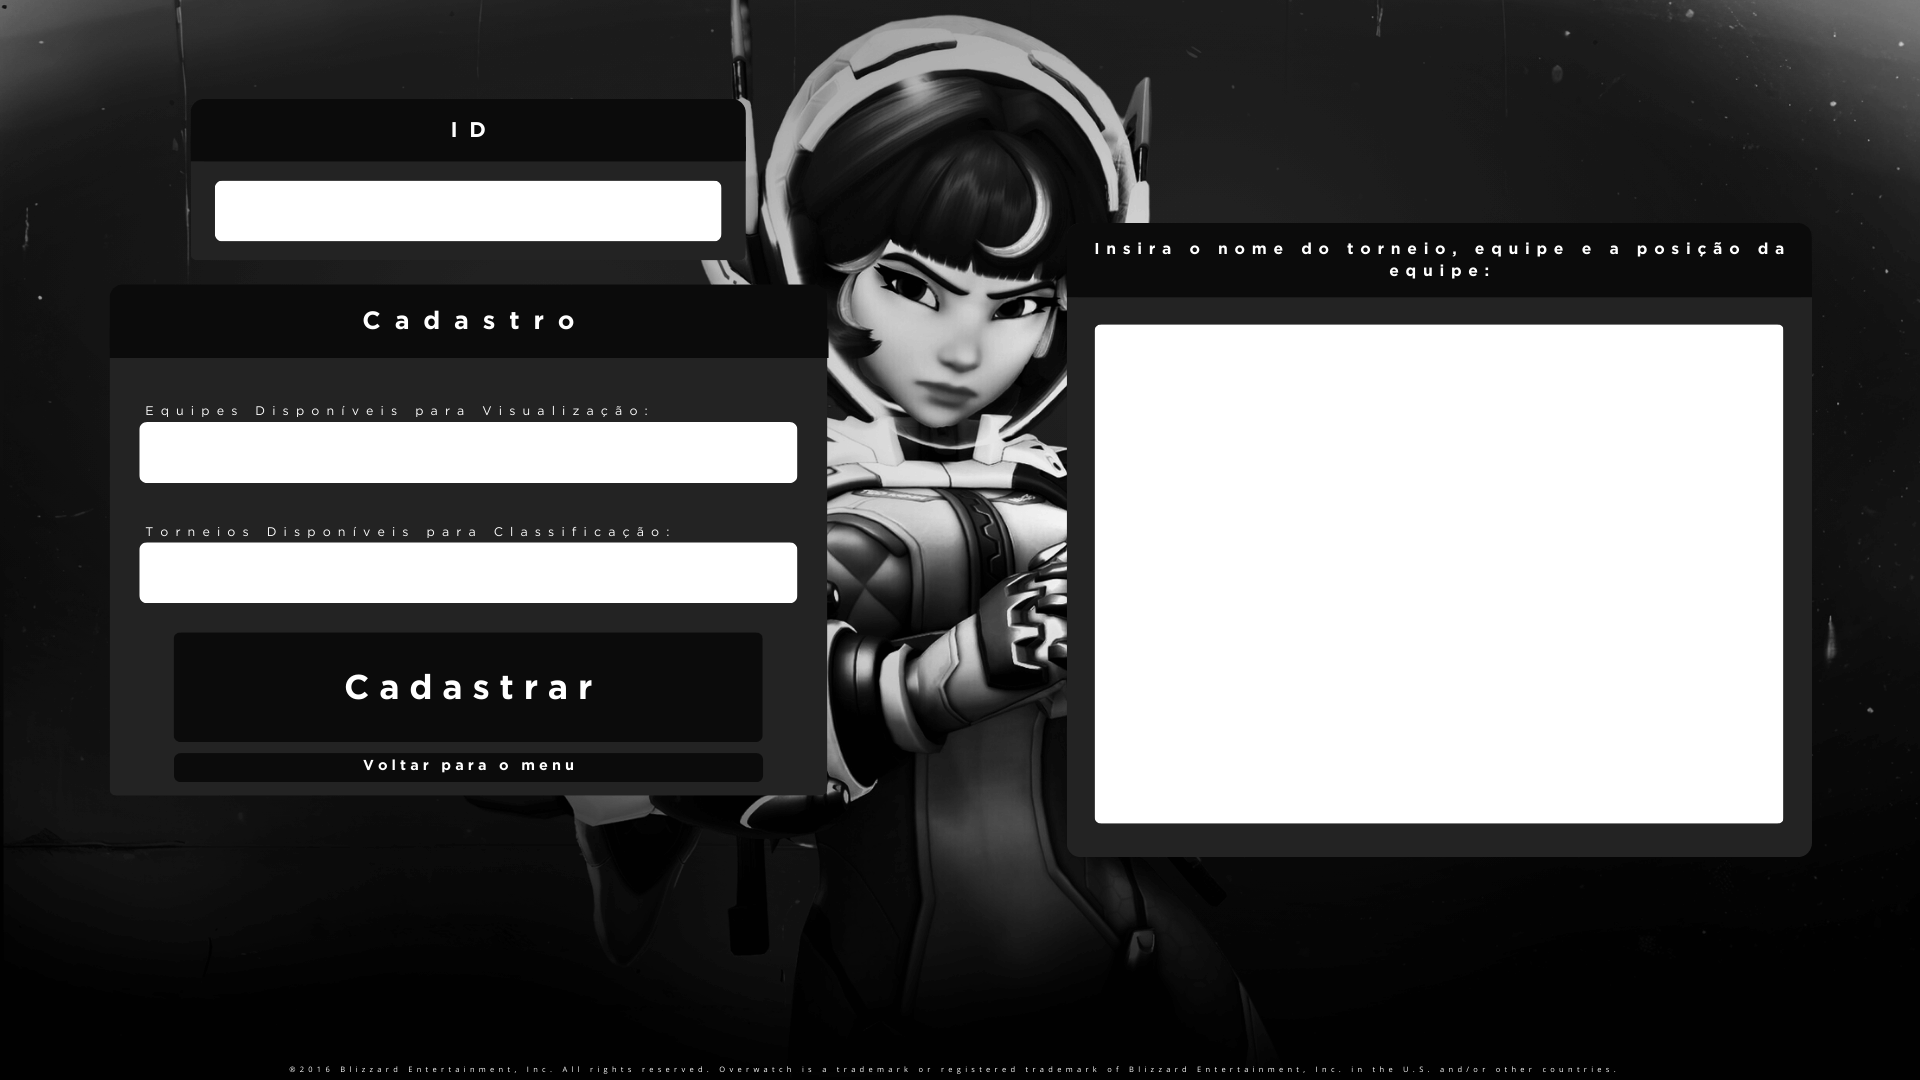 ID
Cadastro
Equipes Disponíveis para Visualização:
Torneios Disponíveis para Classificação:
Cadastrar
Voltar para o menu
Insira o nome do torneio, equipe e a posição da
equipe:
©2016 Blizzard Entertainment, Inc. All rights reserved. Overwatch is a trademark or registered trademark of Blizzard Entertainment, Inc. in the U.S. and/or other countries.